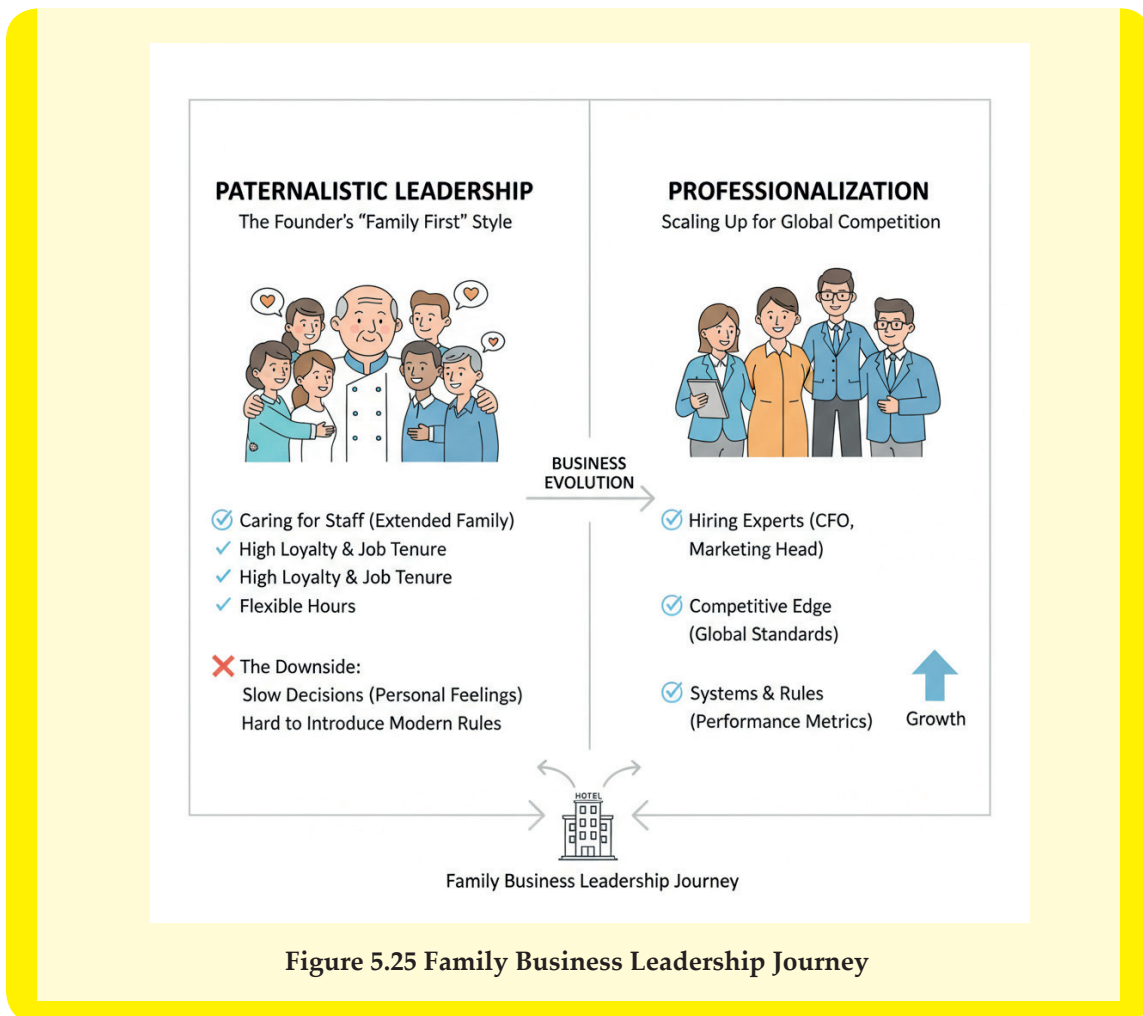 PATERNALISTIC LEADERSHIP
The Founder's "Family First" Style
PROFESSIONALIZATION
Scaling Up for Global Competition
BUSINESS
EVOLUTION
Caring for Staff (Extended Family)
High Loyalty & Job Tenure
High Loyalty & Job Tenure
Flexible Hours
The Downside:
Slow Decisions (Personal Feelings)
Hard to Introduce Modern Rules
Hiring Experts (CFO,
Marketing Head)
Competitive Edge
(Global Standards)
Systems & Rules
(Performance Metrics)
Growth
HOTEL
Family Business Leadership Journey
Figure 5.25 Family Business Leadership Journey